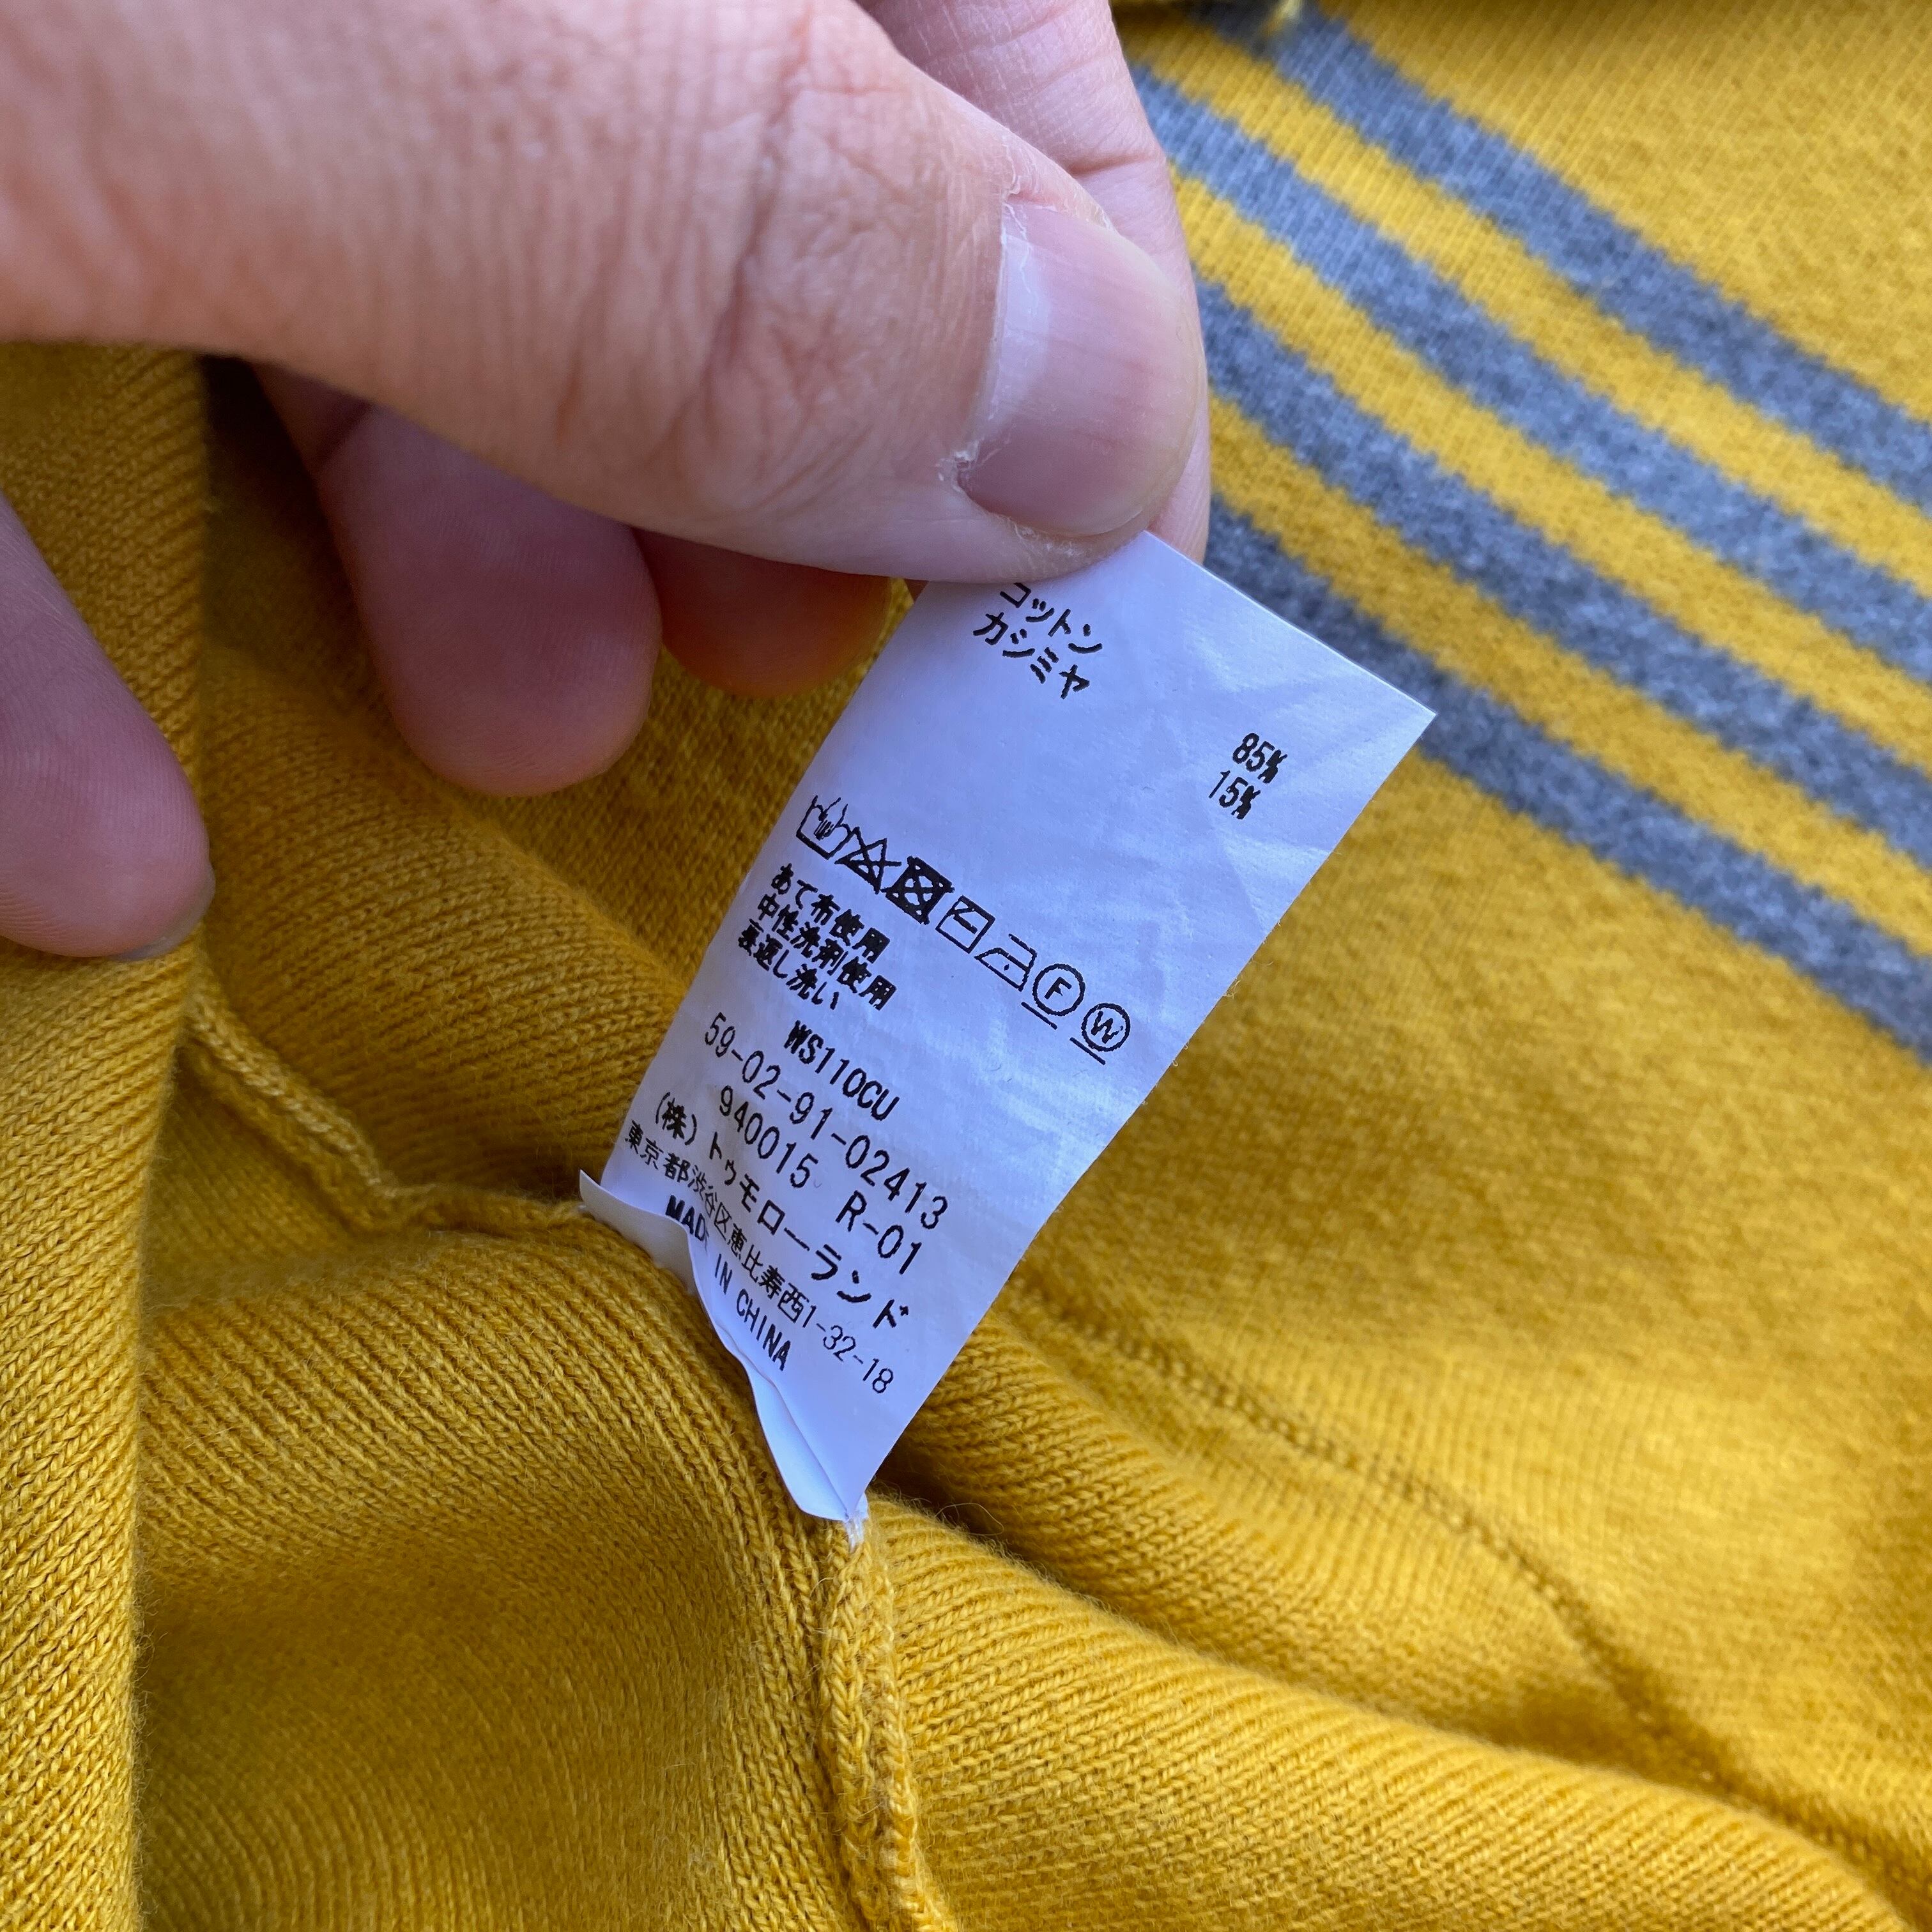 コットン 85%
カシミヤ 15%
F W
あて布使用
中性洗剤使用
裏返し洗い
WS110CU
59-02-91-02413
940015 R-01
(株)トゥモローランド
東京都渋谷区恵比寿西1-32-18
MADE IN CHINA